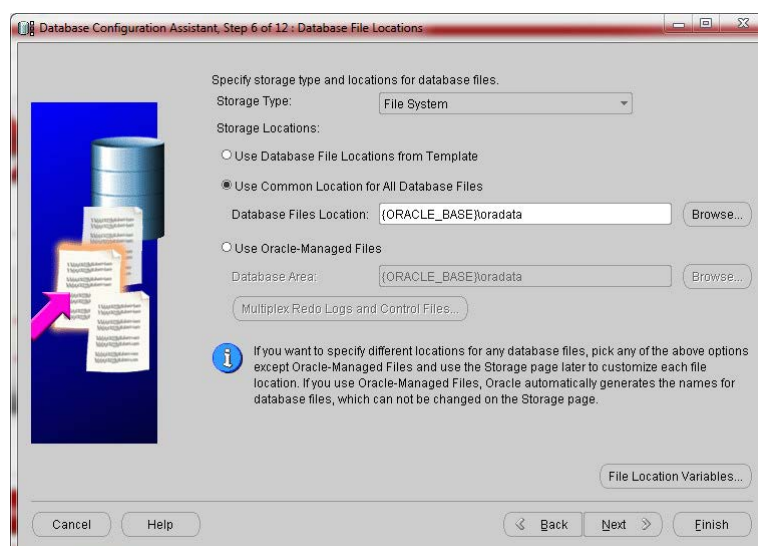 Database Configuration Assistant, Step 6 of 12 : Database File Locations
Specify storage type and locations for database files.
Storage Type: File System
Storage Locations:
Use Database File Locations from Template
Use Common Location for All Database Files
Database Files Location: {ORACLE_BASE}\oradata Browse...
Use Oracle-Managed Files
Database Area: {ORACLE_BASE}\oradata Browse...
Multiplex Redo Logs and Control Files...
If you want to specify different locations for any database files, pick any of the above options
except Oracle-Managed Files and use the Storage page later to customize each file
location. If you use Oracle-Managed Files, Oracle automatically generates the names for
database files, which can not be changed on the Storage page.
File Location Variables...
Cancel Help Back Next Finish